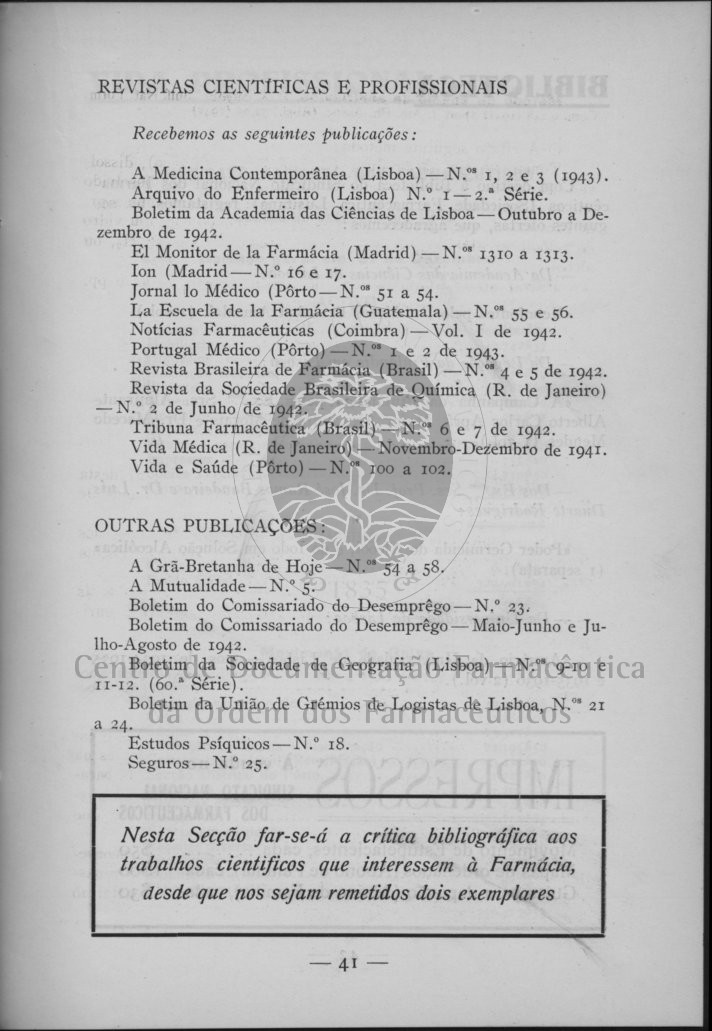 REVISTAS CIENTÍFICAS E PROFISSIONAIS
Recebemos as seguintes publicações:
A Medicina Contemporânea (Lisboa) — N.ºˢ 1, 2 e 3 (1943).
Arquivo do Enfermeiro (Lisboa) N.º 1 — 2.ª Série.
Boletim da Academia das Ciências de Lisboa — Outubro a De-
zembro de 1942.
El Monitor de la Farmácia (Madrid) — N.ºˢ 1310 a 1313.
Ion (Madrid — N.º 16 e 17.
Jornal lo Médico (Pôrto — N.ºˢ 51 a 54.
La Escuela de la Farmácia (Guatemala) — N.ºˢ 55 e 56.
Notícias Farmacêuticas (Coimbra) — Vol. I de 1942.
Portugal Médico (Pôrto) — N.ºˢ e 2 de 1943.
Revista Brasileira de Farmácia (Brasil) — N.ºˢ 4 e 5 de 1942.
Revista da Sociedade Brasileira de Química (R. de Janeiro)
— N.º 2 de Junho de 1942.
Tribuna Farmacêutica (Brasil) — N.ºˢ 6 e 7 de 1942.
Vida Médica (R. de Janeiro) — Novembro-Dezembro de 1941.
Vida e Saúde (Pôrto) — N.ºˢ 100 a 102.
OUTRAS PUBLICAÇÕES:
A Grã-Bretanha de Hoje — N.ºˢ 54 a 58.
A Mutualidade — N.º 5.
1835
Boletim do Comissariado do Desemprêgo — N.º 23.
Boletim do Comissariado do Desemprêgo — Maio-Junho e Ju-
lho-Agosto de 1942.
Boletim da Sociedade de Geografia (Lisboa) — N.ºˢ 9-10 e
11-12. (60.ª Série).
Centro de Documentação Farmacêutica
da Ordem dos Farmacêuticos
Boletim da União de Grémios de Logistas de Lisboa, N.ºˢ 21
a 24.
Estudos Psíquicos — N.º 18.
Seguros — N.º 25.
Nesta Secção far-se-á a crítica bibliográfica aos
trabalhos cientificos que interessem à Farmácia,
desde que nos sejam remetidos dois exemplares
— 41 —